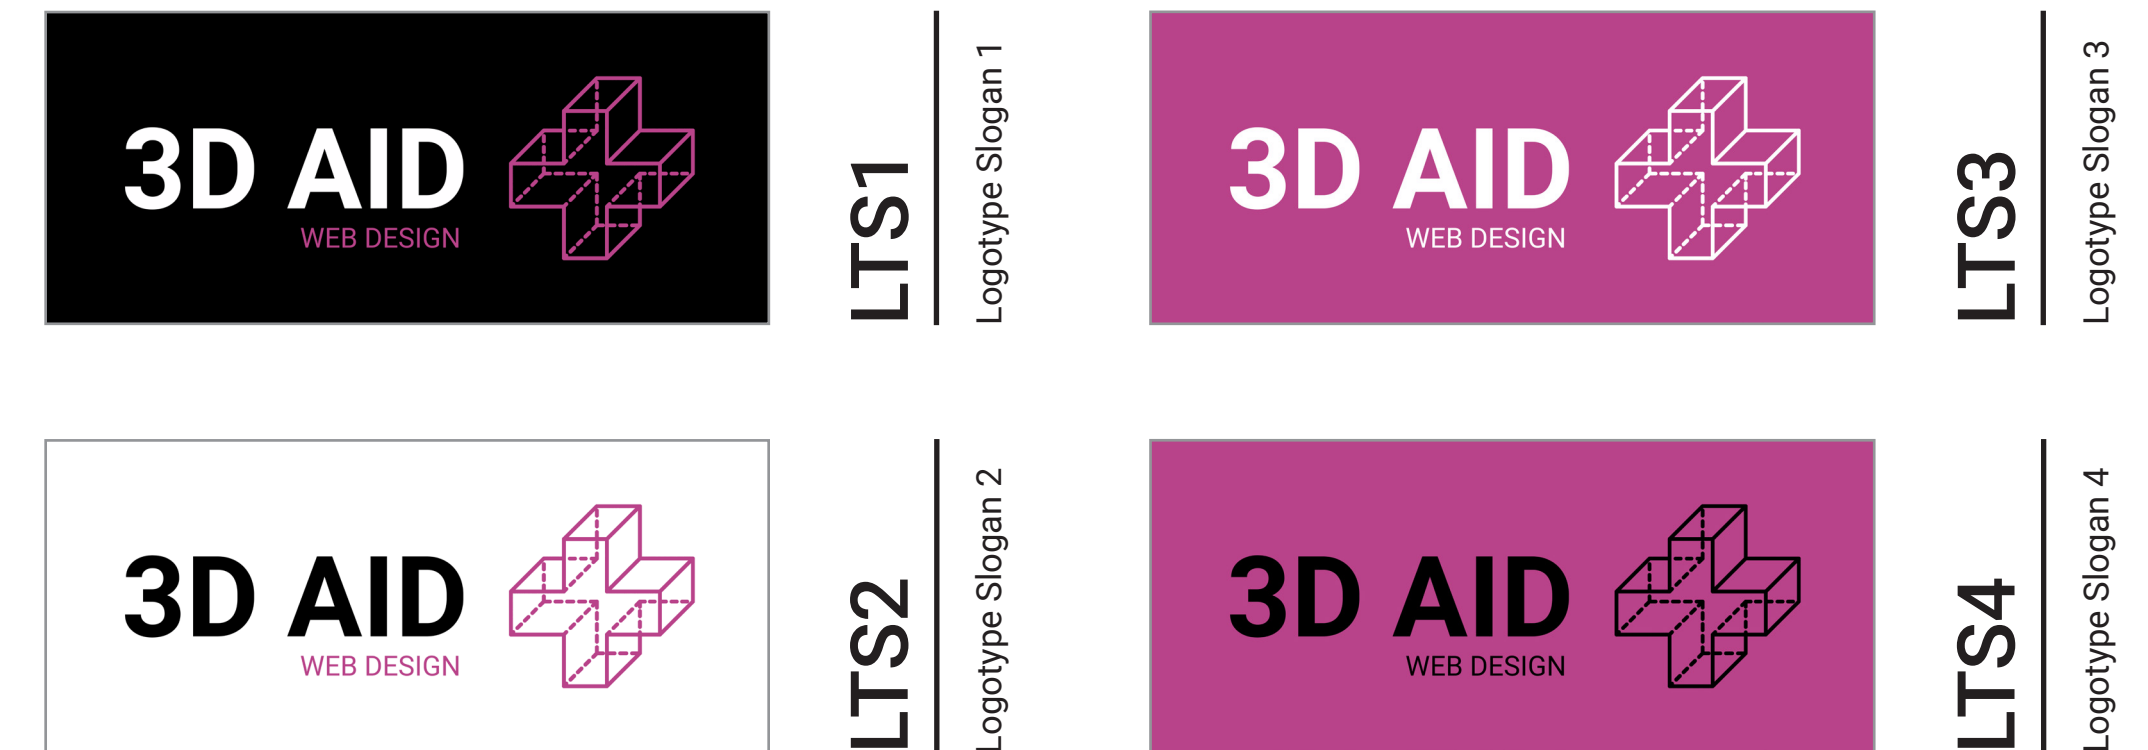 3D AID
WEB DESIGN
LTS1
Logotype Slogan 1
3D AID
WEB DESIGN
LTS3
Logotype Slogan 3
3D AID
WEB DESIGN
LTS2
Logotype Slogan 2
3D AID
WEB DESIGN
LTS4
Logotype Slogan 4